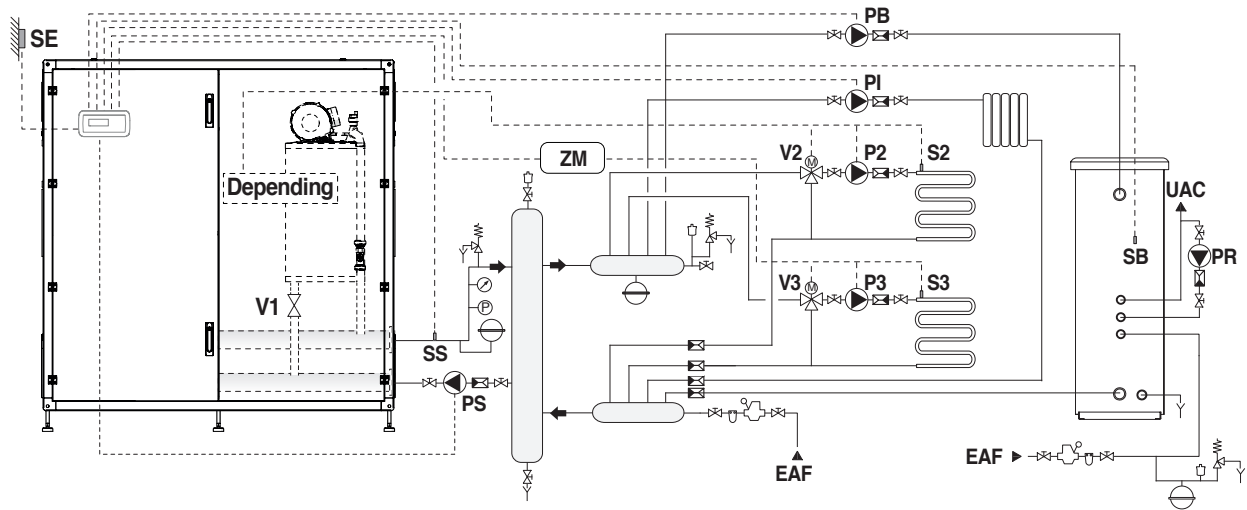 SE
PB
PI
ZM
V2
M
P2
S2
Depending
UAC
SB
PR
V3
M
P3
S3
V1
P
SS
PS
EAF
EAF